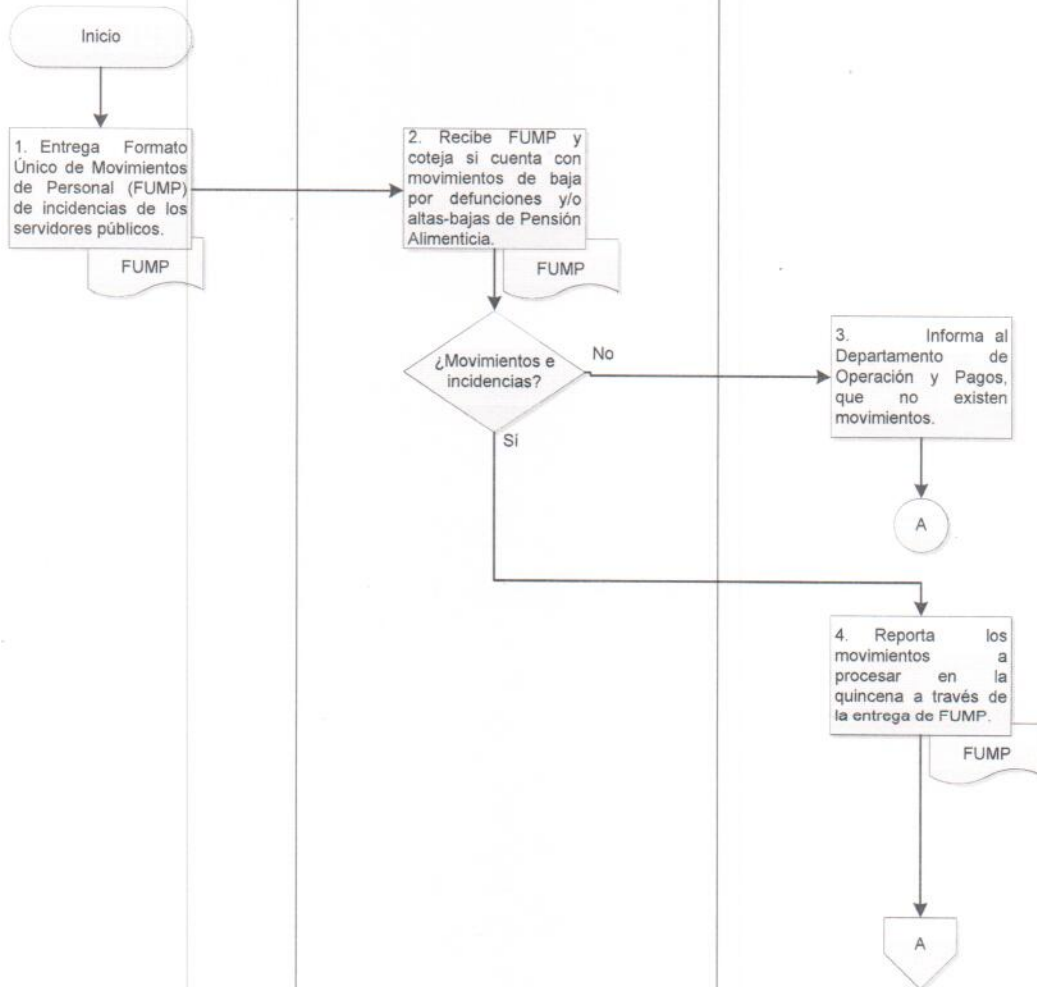 Inicio
1. Entrega Formato
Único de Movimientos
de Personal (FUMP)
de incidencias de los
servidores públicos.
FUMP
2. Recibe FUMP y
coteja si cuenta con
movimientos de baja
por defunciones y/o
altas-bajas de Pensión
Alimenticia.
FUMP
¿Movimientos e
incidencias?
No
Sí
3. Informa al
Departamento de
Operación y Pagos,
que no existen
movimientos.
A
4. Reporta los
movimientos a
procesar en la
quincena a través de
la entrega de FUMP.
FUMP
A